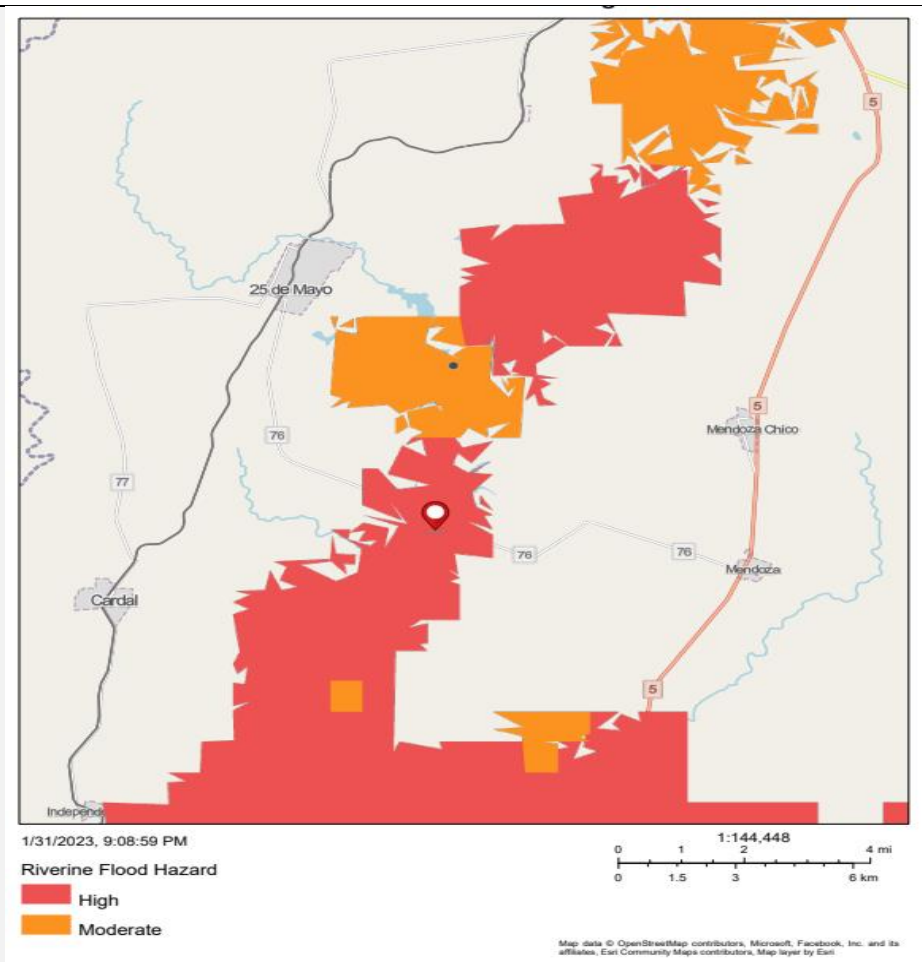 5
25 de Mayo
5
Mendoza Chico
76
77
76
76
Mendoza
Cardal
5
Independ
1/31/2023, 9:08:59 PM
1:144,448
0 1 2 4 mi
0 1.5 3 6 km
Riverine Flood Hazard
High
Moderate
Map data © OpenStreetMap contributors, Microsoft, Facebook, Inc. and its
affiliates, Esri Community Maps contributors, Map layer by Esri